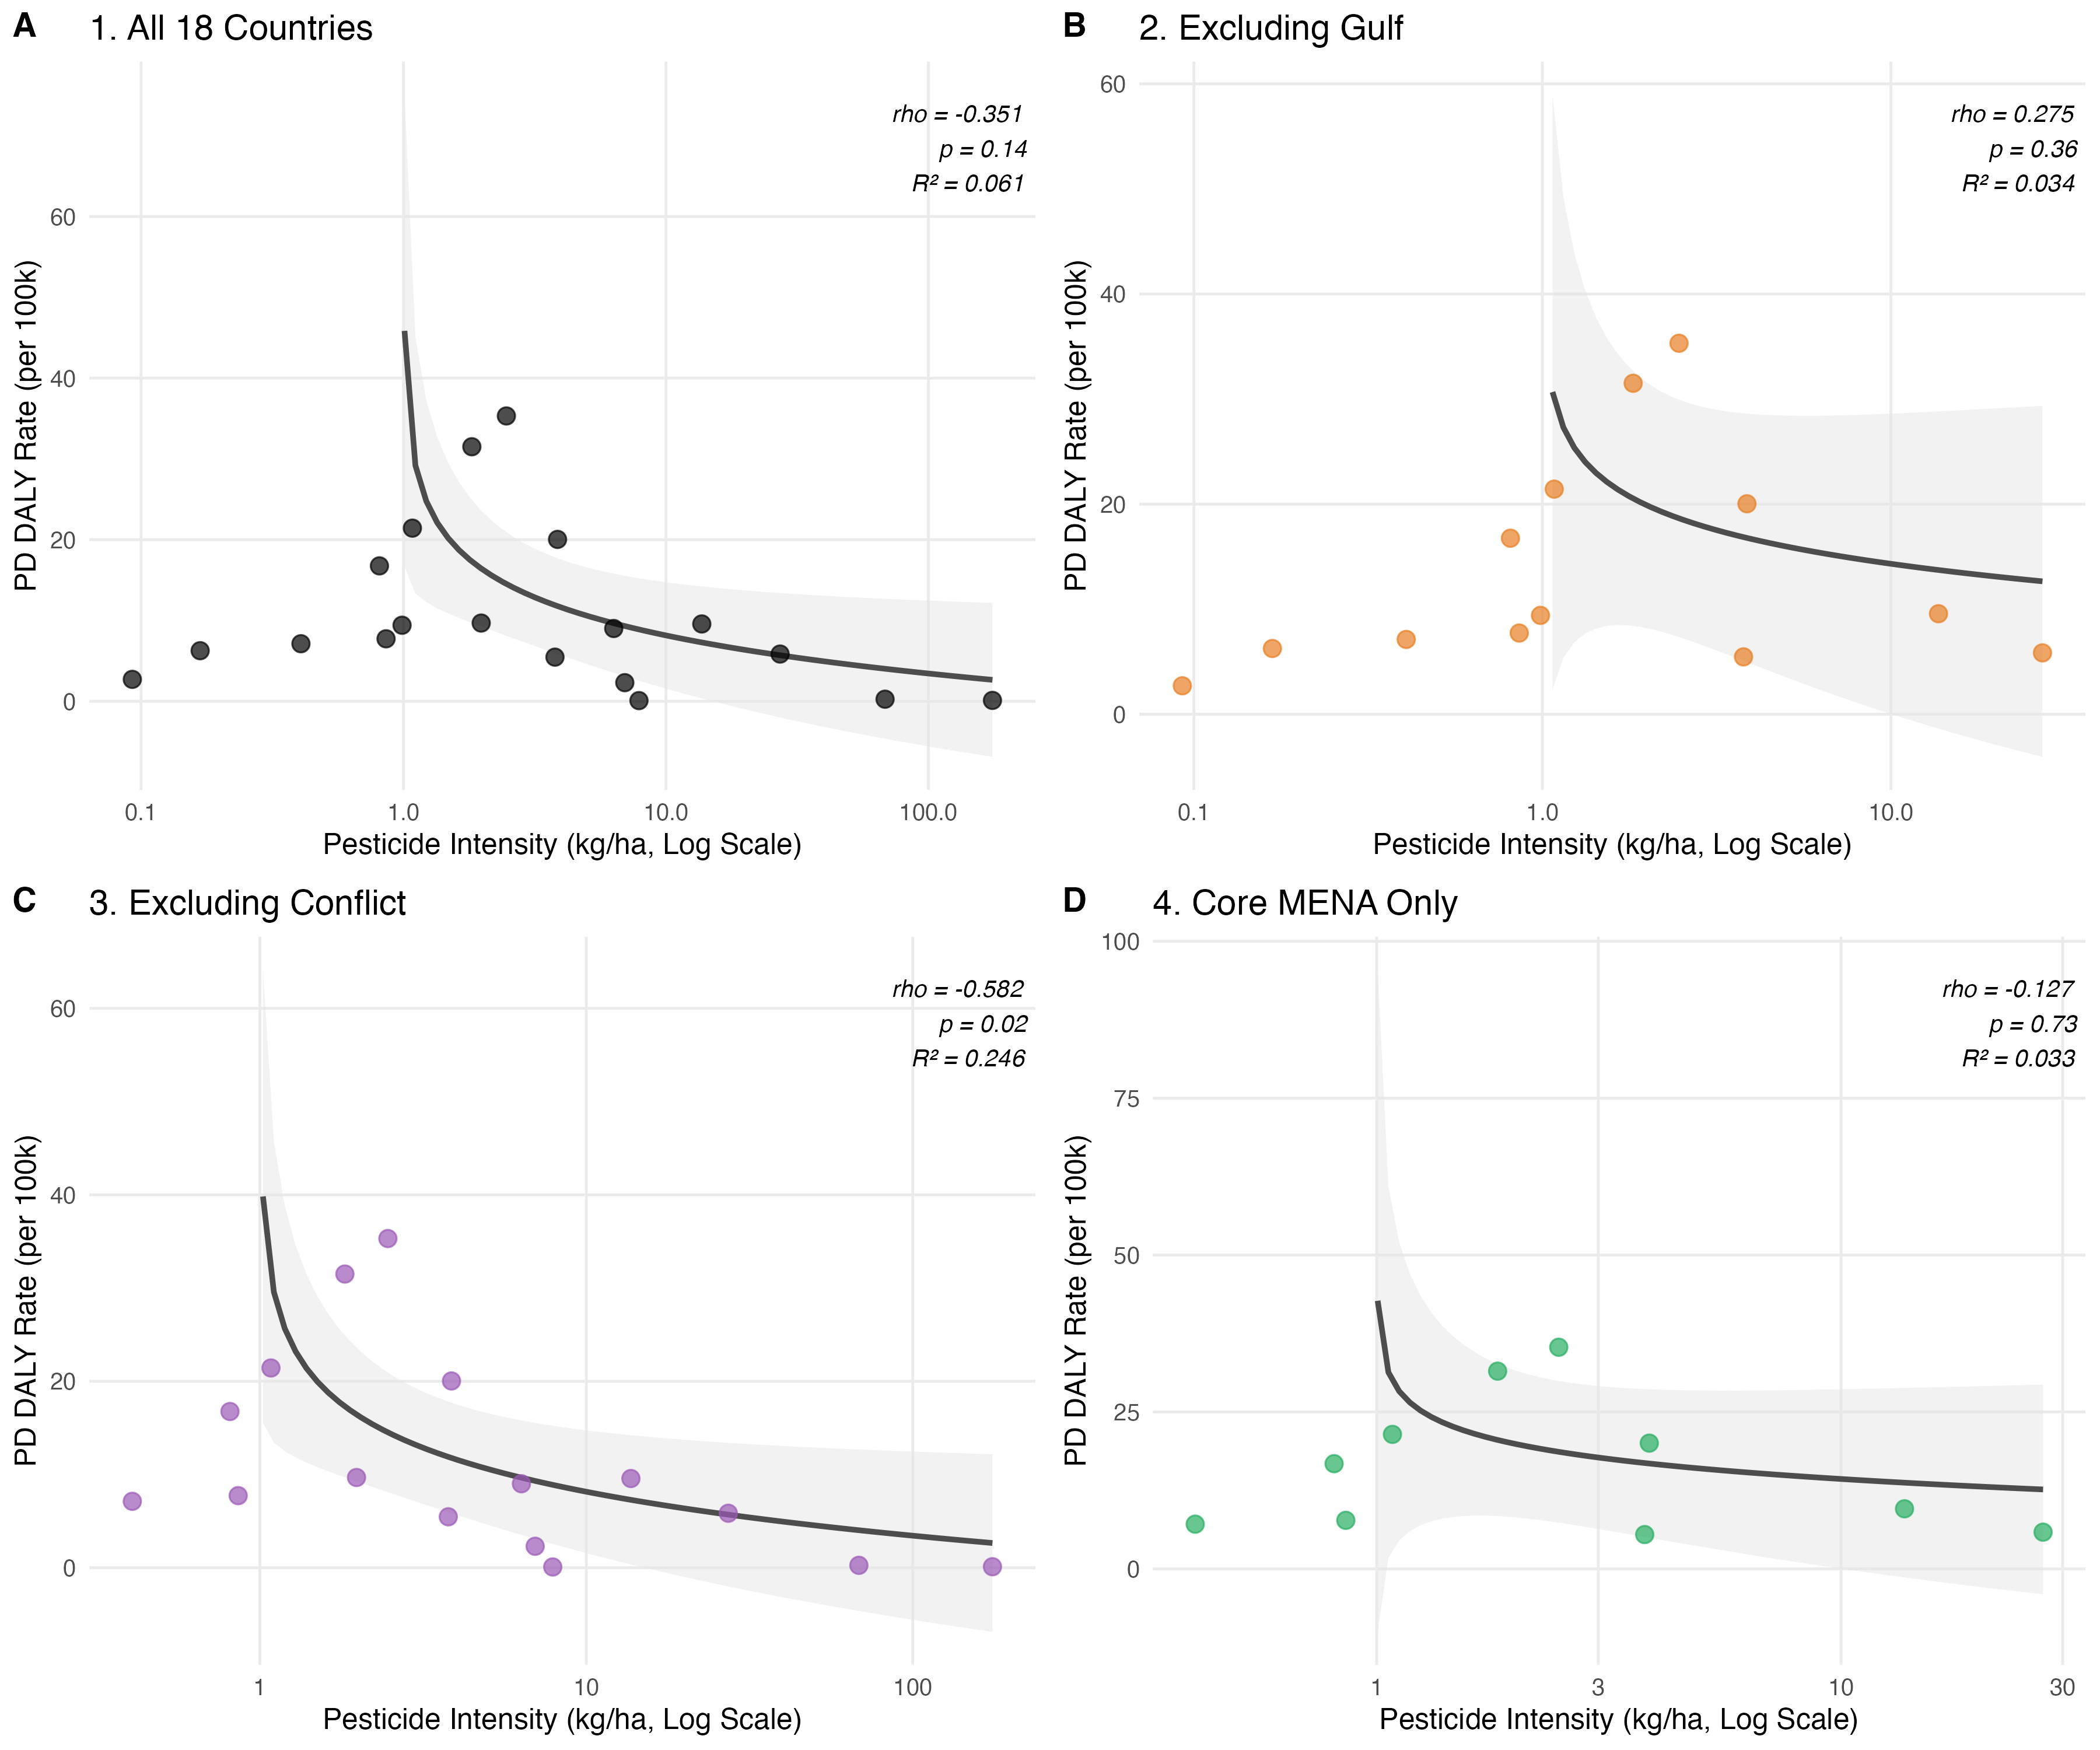 A 1. All 18 Countries
rho = -0.351
p = 0.14
R² = 0.061
60
40
20
0
PD DALY Rate (per 100k)
0.1 1.0 10.0 100.0
Pesticide Intensity (kg/ha, Log Scale)
B 2. Excluding Gulf
rho = 0.275
p = 0.36
R² = 0.034
60
40
20
0
PD DALY Rate (per 100k)
0.1 1.0 10.0
Pesticide Intensity (kg/ha, Log Scale)
C 3. Excluding Conflict
rho = -0.582
p = 0.02
R² = 0.246
60
40
20
0
PD DALY Rate (per 100k)
1 10 100
Pesticide Intensity (kg/ha, Log Scale)
D 4. Core MENA Only
rho = -0.127
p = 0.73
R² = 0.033
100
75
50
25
0
PD DALY Rate (per 100k)
1 3 10 30
Pesticide Intensity (kg/ha, Log Scale)